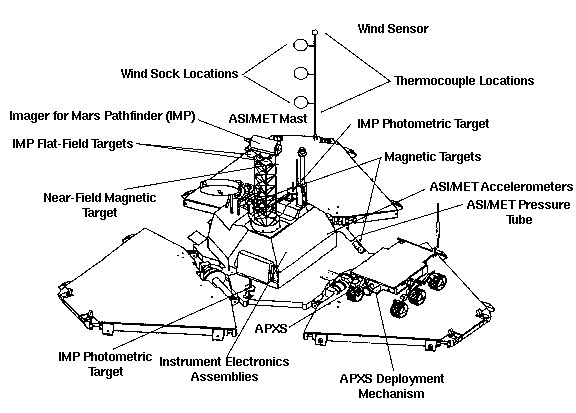 Wind Sensor
Wind Sock Locations
Thermocouple Locations
Imager for Mars Pathfinder (IMP)
ASI/MET Mast
IMP Photometric Target
IMP Flat-Field Targets
Magnetic Targets
ASI/MET Accelerometers
Near-Field Magnetic
Target
ASI/MET Pressure
Tube
APXS
IMP Photometric
Target
Instrument Electronics
Assemblies
APXS Deployment
Mechanism